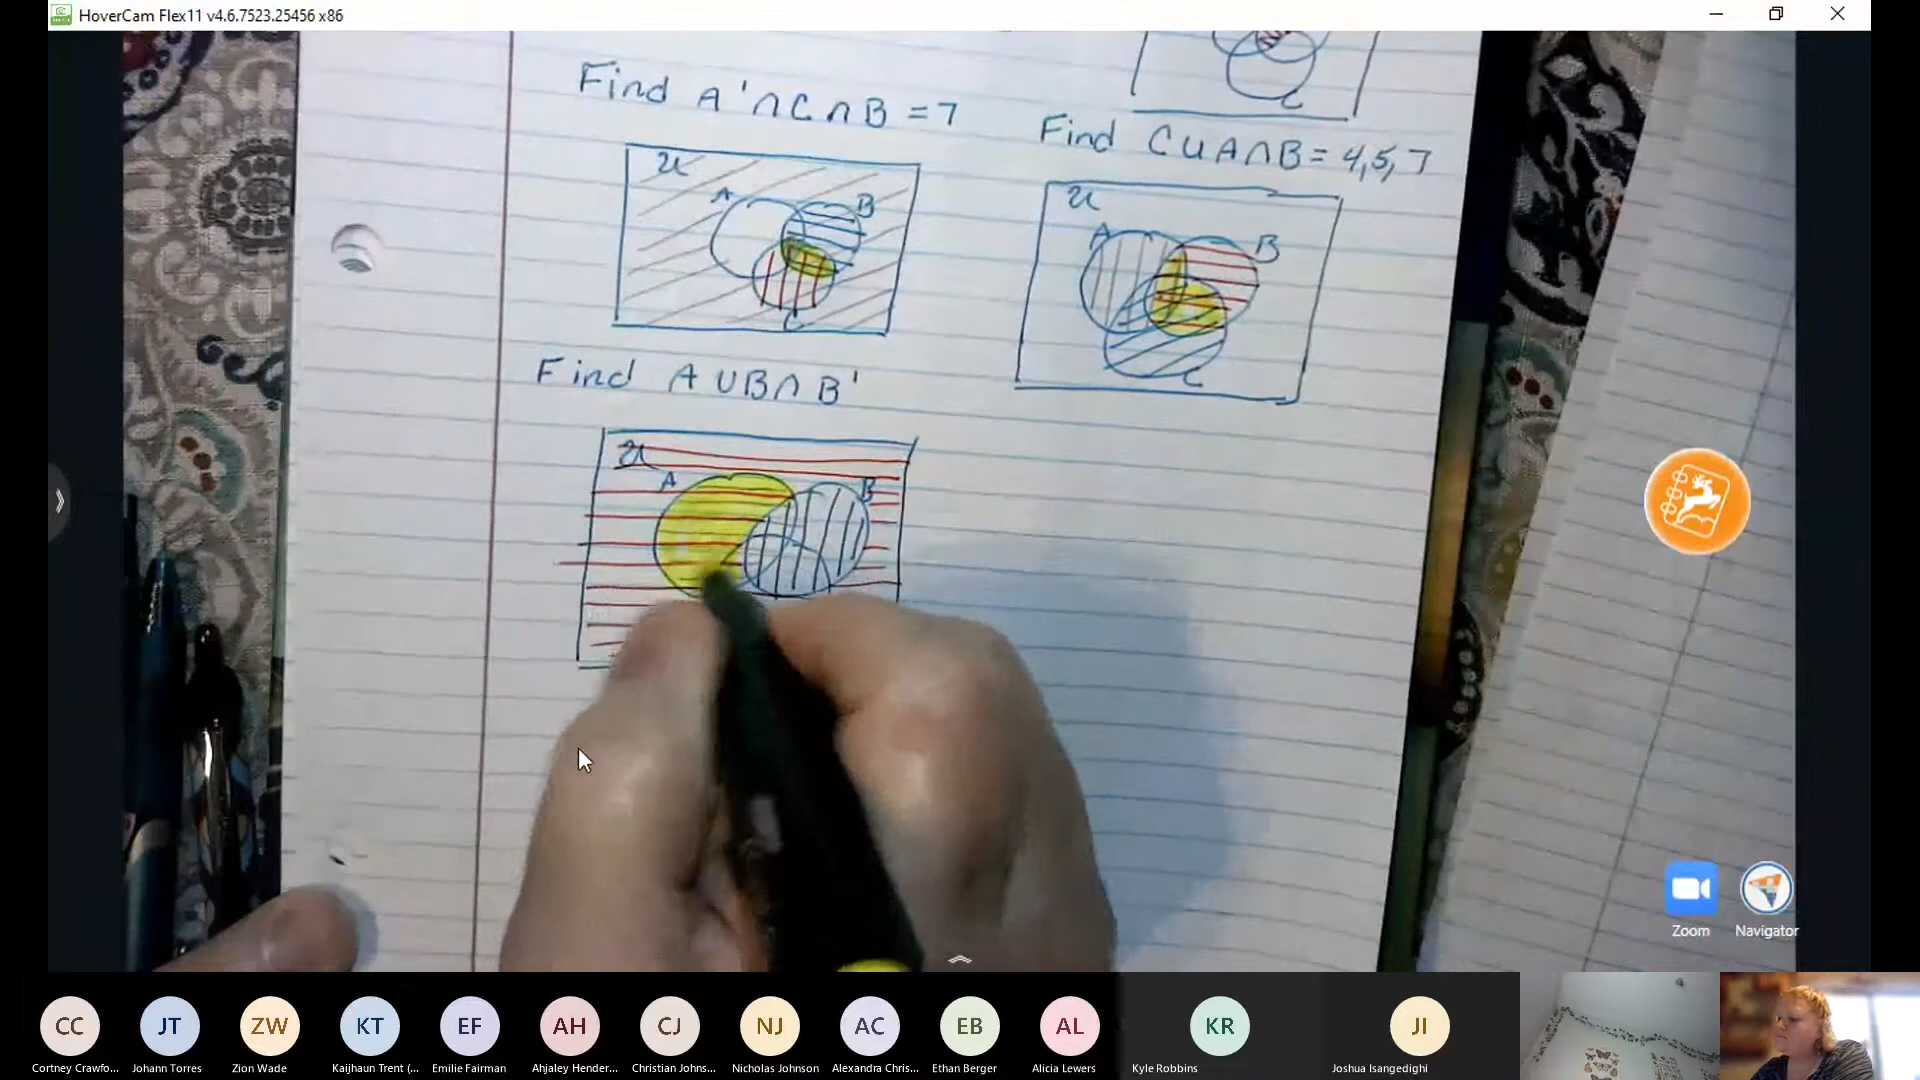 HoverCam Flex11 v4.6.7523.25456 x86
C
Find A'∩C∩B = 7
Find C∪A∩B = 4,5,7
U
A
B
C
U
A
B
C
Find A∪B∩B'
U
A
B
Zoom
Navigator
CC
JT
ZW
KT
EF
AH
CJ
NJ
AC
EB
AL
KR
JI
Cortney Crawfo...
Johann Torres
Zion Wade
Kaijhaun Trent (...
Emilie Fairman
Ahjaley Hender...
Christian Johns...
Nicholas Johnson
Alexandra Chris...
Ethan Berger
Alicia Lewers
Kyle Robbins
Joshua Isangedighi